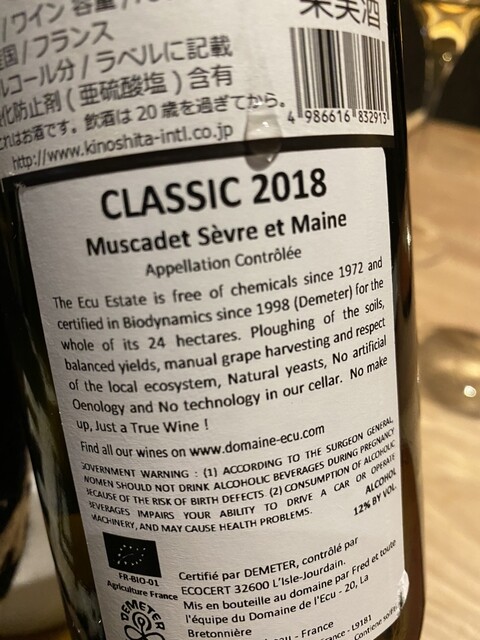 /ワイン 容量/
果実酒
国/フランス
ルコール分/ラベルに記載
化防止剤(亜硫酸塩)含有
これはお酒です。飲酒は20歳を過ぎてから。
http://www.kinoshita-intl.co.jp
4 986616 832913
CLASSIC 2018
Muscadet Sèvre et Maine
Appellation Contrôlée
The Ecu Estate is free of chemicals since 1972 and
certified in Biodynamics since 1998 (Demeter) for the
whole of its 24 hectares. Ploughing of the soils,
balanced yields, manual grape harvesting and respect
of the local ecosystem, Natural yeasts, No artificial
Oenology and No technology in our cellar. No make
up, Just a True Wine !
Find all our wines on www.domaine-ecu.com
GOVERNMENT WARNING : (1) ACCORDING TO THE SURGEON GENERAL,
WOMEN SHOULD NOT DRINK ALCOHOLIC BEVERAGES DURING PREGNANCY
BECAUSE OF THE RISK OF BIRTH DEFECTS. (2) CONSUMPTION OF ALCOHOLIC
BEVERAGES IMPAIRS YOUR ABILITY TO DRIVE A CAR OR OPERATE
MACHINERY, AND MAY CAUSE HEALTH PROBLEMS.
ALCOHOL
12% BY VOL.
FR-BIO-01
Agriculture France
DEMETER
Certifié par DEMETER, contrôlé par
ECOCERT 32600 L'Isle-Jourdain.
Mis en bouteille au domaine par Fred et toute
l'équipe du Domaine de l'Ecu - 20, La
Bretonnière
- France
France - L9181
Contient